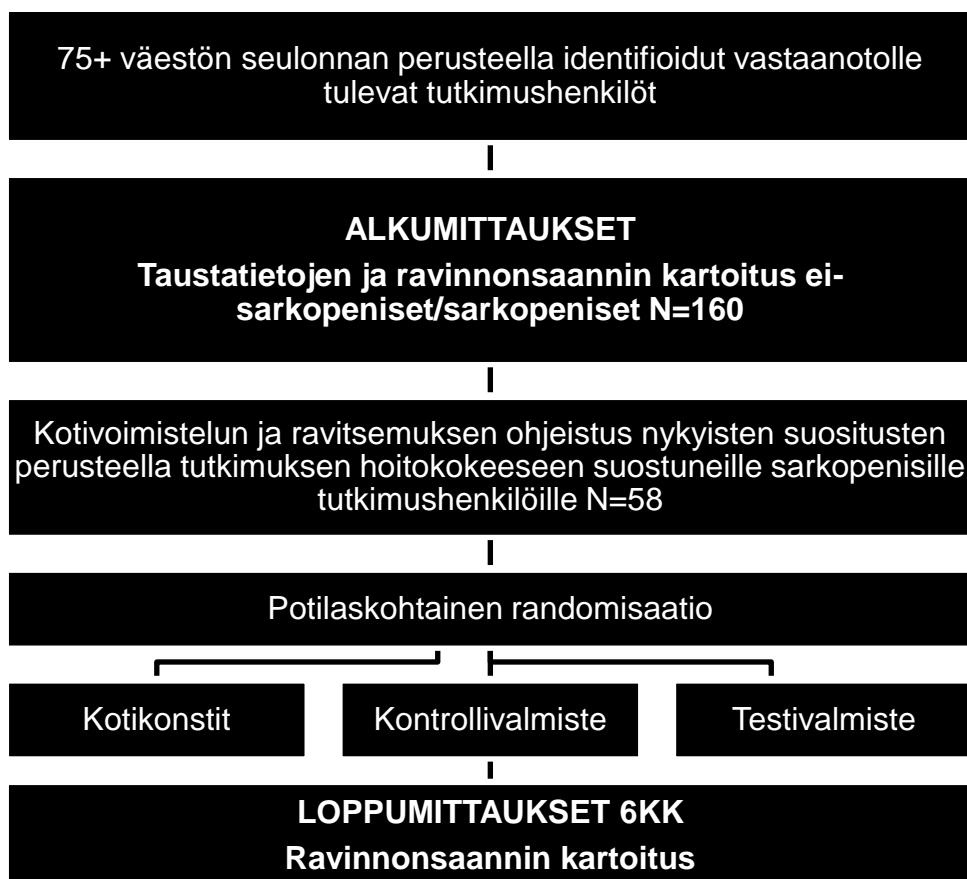 75+ väestön seulonnan perusteella identifioidut vastaanotolle
tulevat tutkimushenkilöt
ALKUMITTAUKSET
Taustatietojen ja ravinnonsaannin kartoitus ei-
sarkopeniset/sarkopeniset N=160
Kotivoimistelun ja ravitsemuksen ohjeistus nykyisten suositusten
perusteella tutkimuksen hoitokokeeseen suostuneille sarkopenisille
tutkimushenkilöille N=58
Potilaskohtainen randomisaatio
Kotikonstit
Kontrollivalmiste
Testivalmiste
LOPPUMITTAUKSET 6KK
Ravinnonsaannin kartoitus